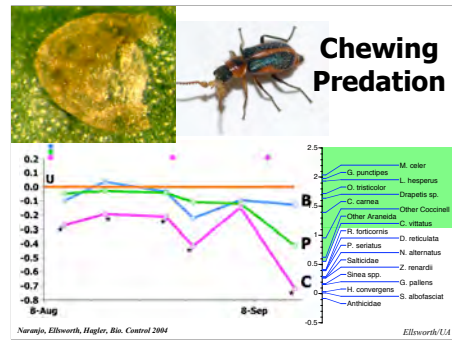 Chewing
Predation
0.2
0.1
0.0
-0.1
-0.2
-0.3
-0.4
-0.5
-0.6
-0.7
-0.8
U
B
P
C
*
*
*
*
*
8-Aug
8-Sep
2.5
2
1.5
1
0.5
0
0.5
M. celer
G. punctipes
L. hesperus
O. tristicolor
Drapetis sp.
C. carnea
Other Coccinell
Other Araneida
C. vittatus
R. forticornis
D. reticulata
P. seriatus
N. alternatus
Salticidae
Z. renardii
Sinea spp.
G. pallens
H. convergens
S. albofasciat
Anthicidae
Naranjo, Ellsworth, Hagler, Bio. Control 2004
Ellsworth/UA